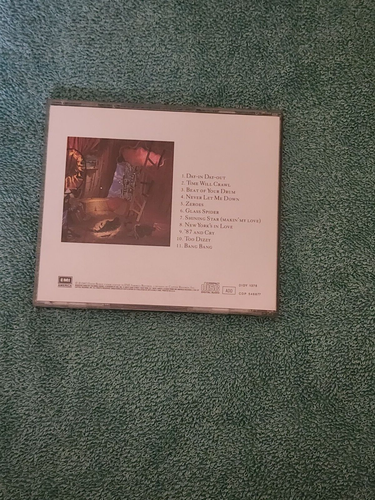 1. Day-in Day-out
2. Time Will Crawl
3. Beat of Your Drum
4. Never Let Me Down
5. Zeroes
6. Glass Spider
7. Shining Star (makin' my love)
8. New York's in Love
9. '87 and Cry
10. Too Dizzy
11. Bang Bang
EMI